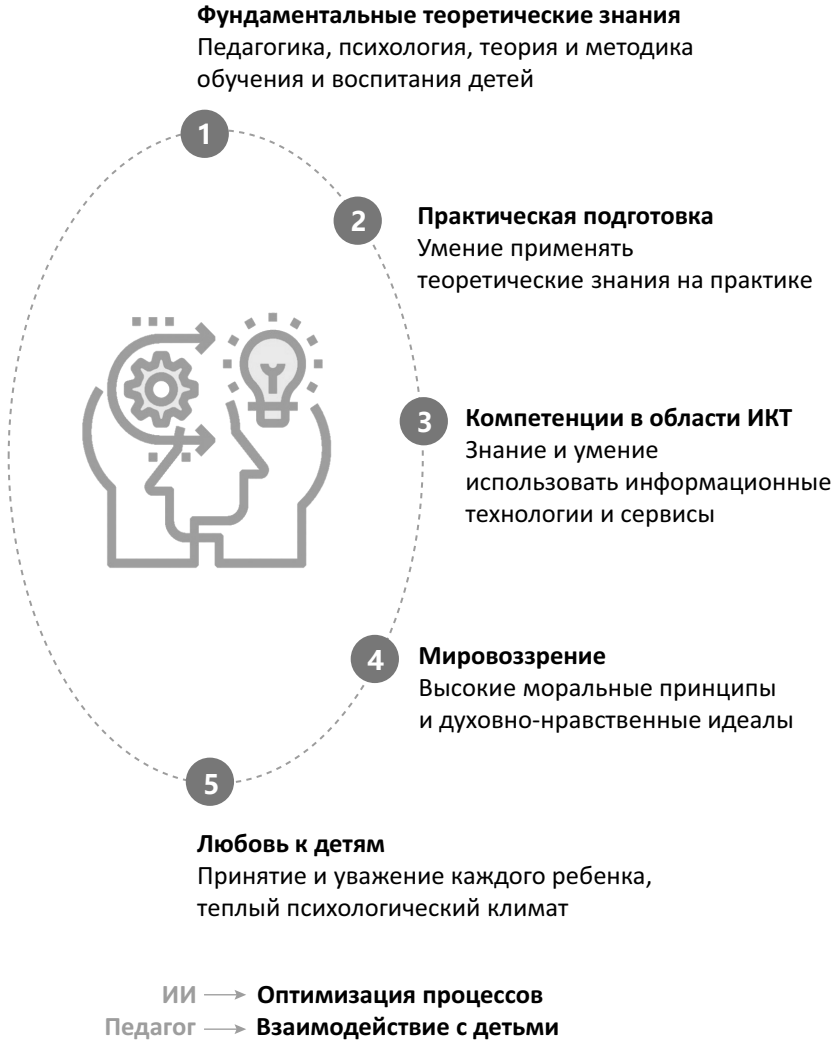 Фундаментальные теоретические знания
Педагогика, психология, теория и методика
обучения и воспитания детей
1
2
Практическая подготовка
Умение применять
теоретические знания на практике
3
Компетенции в области ИКТ
Знание и умение
использовать информационные
технологии и сервисы
4
Мировоззрение
Высокие моральные принципы
и духовно-нравственные идеалы
5
Любовь к детям
Принятие и уважение каждого ребенка,
теплый психологический климат
ИИ → Оптимизация процессов
Педагог → Взаимодействие с детьми